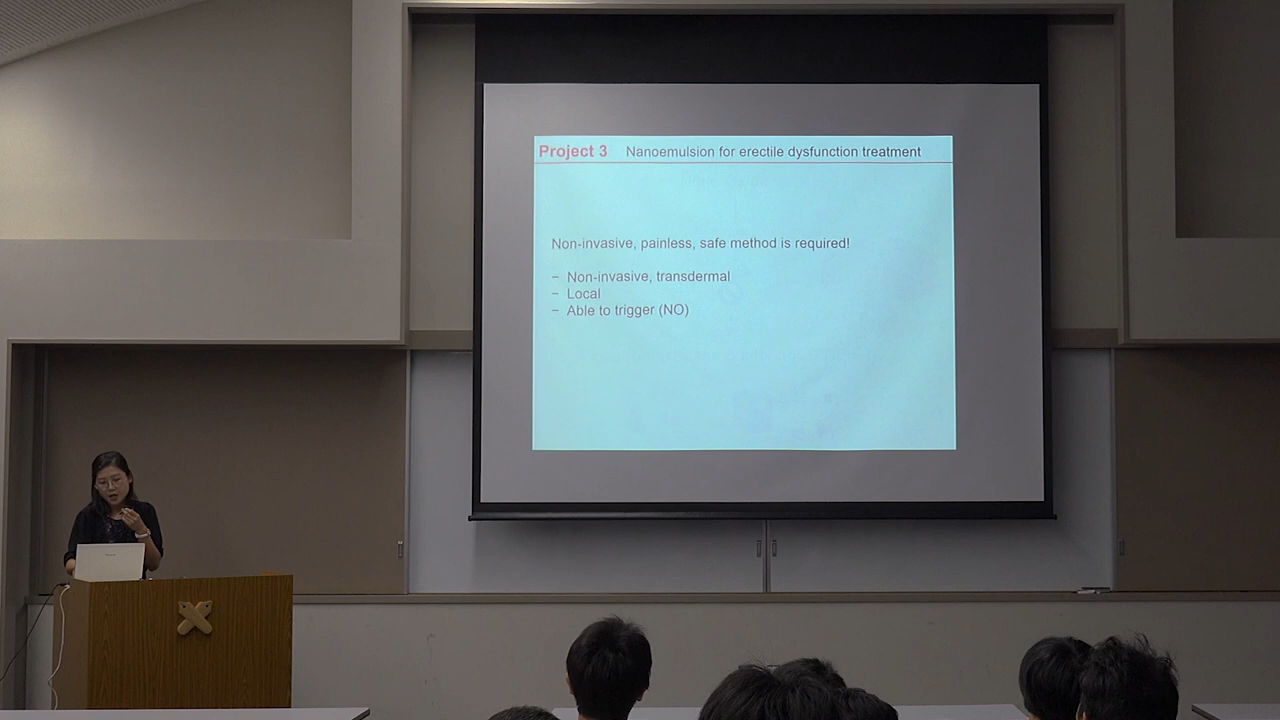 Project 3 Nanoemulsion for erectile dysfunction treatment
Non-invasive, painless, safe method is required!
– Non-invasive, transdermal
– Local
– Able to trigger (NO)